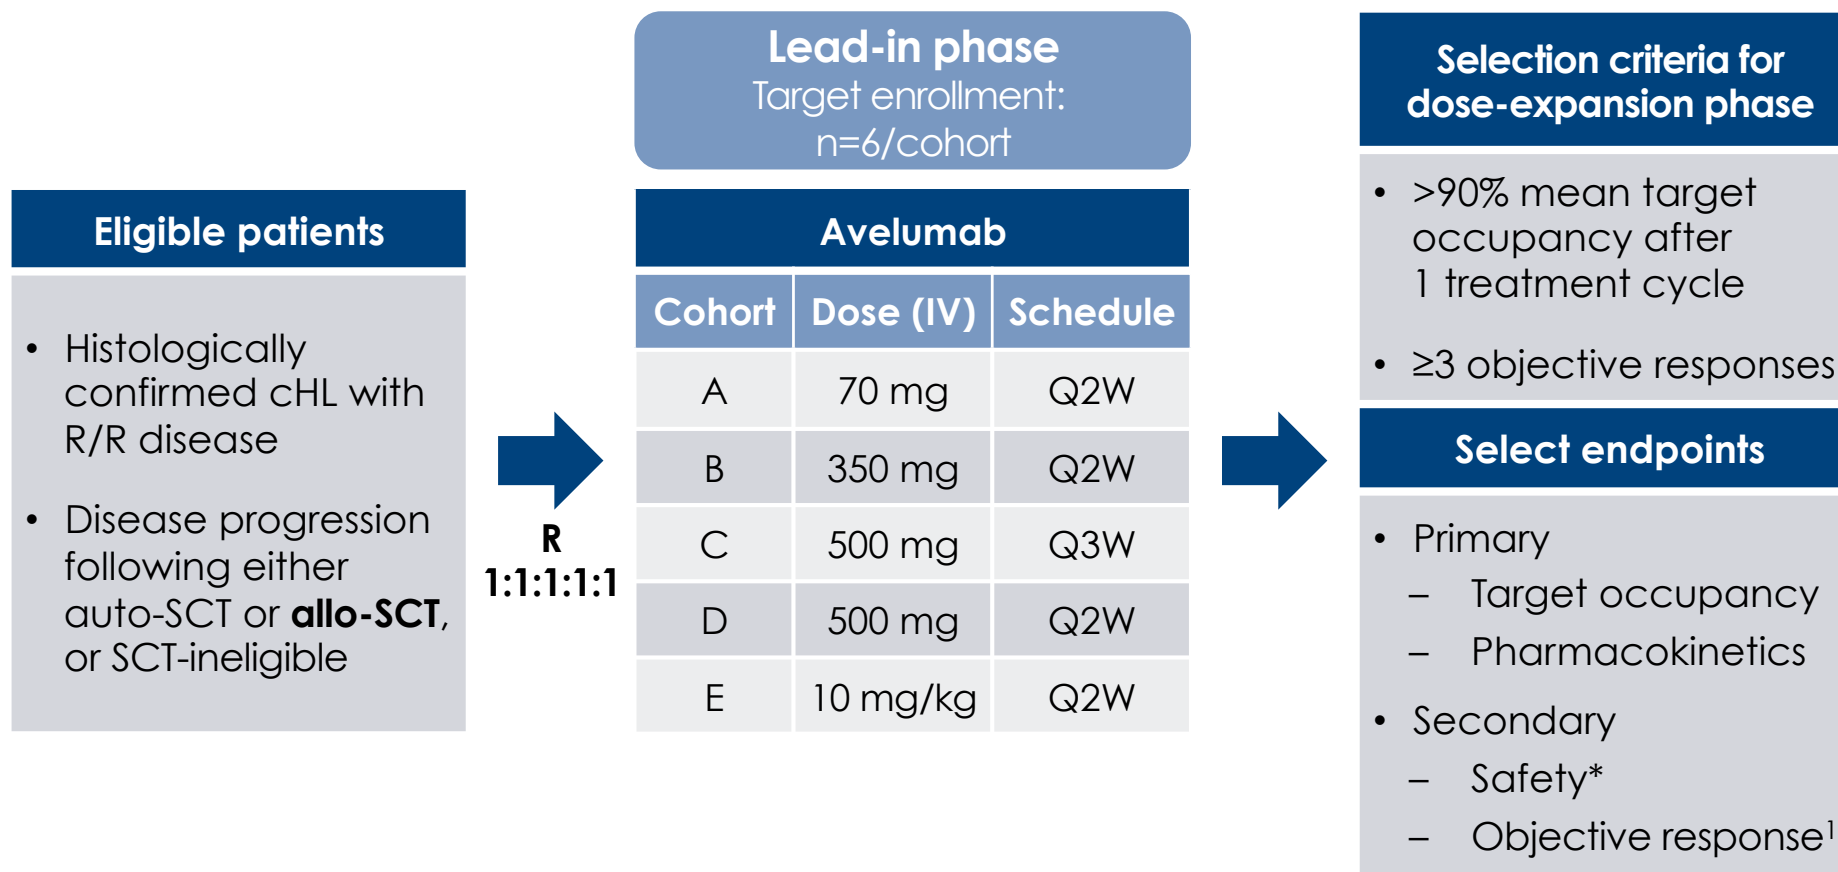 Lead-in phase
Target enrollment:
n=6/cohort
Eligible patients
• Histologically
confirmed cHL with
R/R disease
• Disease progression
following either
auto-SCT or allo-SCT,
or SCT-ineligible
R
1:1:1:1:1
Avelumab
Cohort Dose (IV) Schedule
A 70 mg Q2W
B 350 mg Q2W
C 500 mg Q3W
D 500 mg Q2W
E 10 mg/kg Q2W
Selection criteria for
dose-expansion phase
• >90% mean target
occupancy after
1 treatment cycle
• ≥3 objective responses
Select endpoints
• Primary
– Target occupancy
– Pharmacokinetics
• Secondary
– Safety*
– Objective response¹